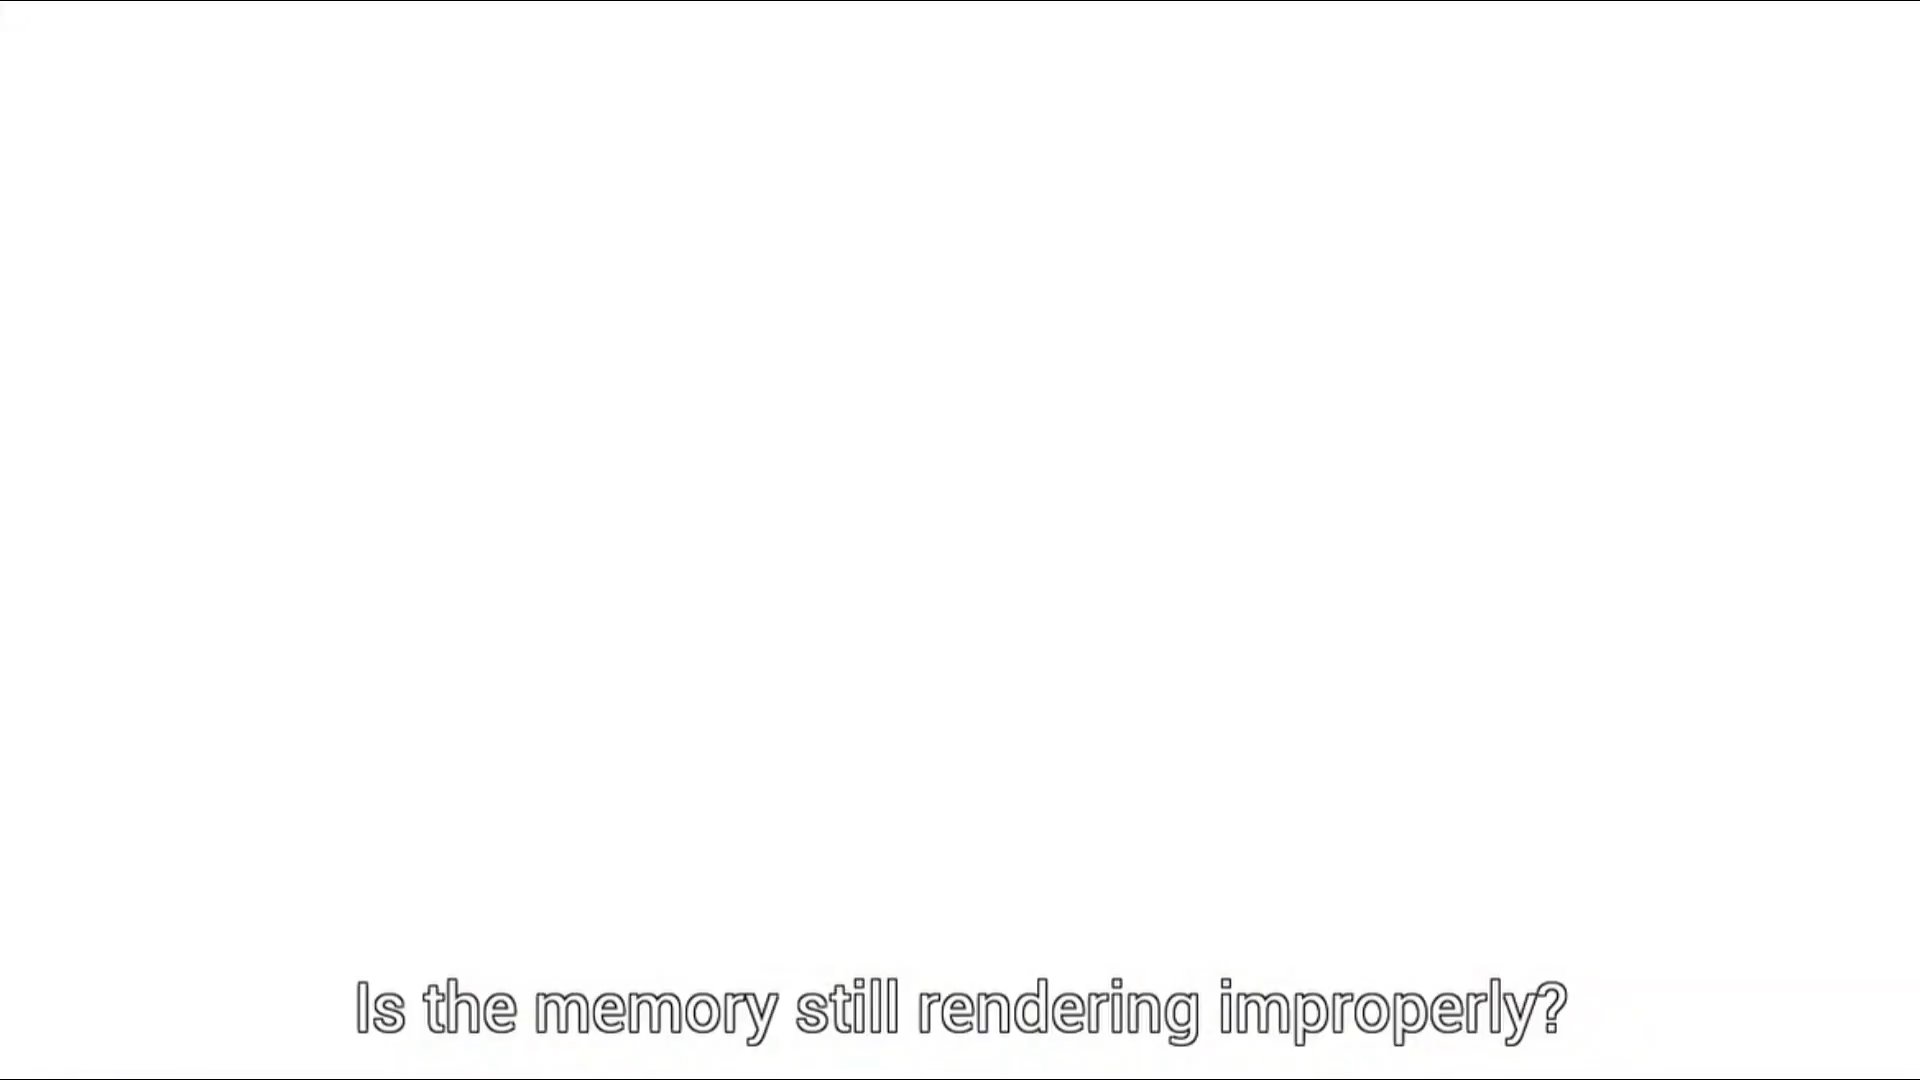 Is the memory still rendering improperly?